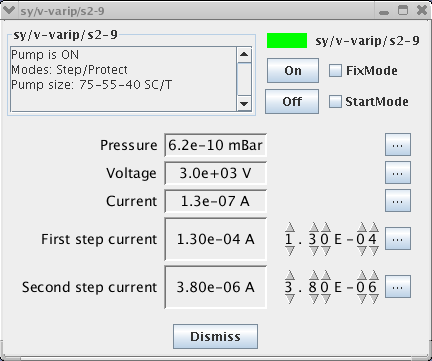 sy/v-varip/s2-9
sy/v-varip/s2-9
Pump is ON
Modes: Step/Protect
Pump size: 75-55-40 SC/T
sy/v-varip/s2-9
On
FixMode
Off
StartMode
Pressure 6.2e-10 mBar ...
Voltage 3.0e+03 V ...
Current 1.3e-07 A ...
First step current 1.30e-04 A 1.30E-04 ...
Second step current 3.80e-06 A 3.80E-06 ...
Dismiss